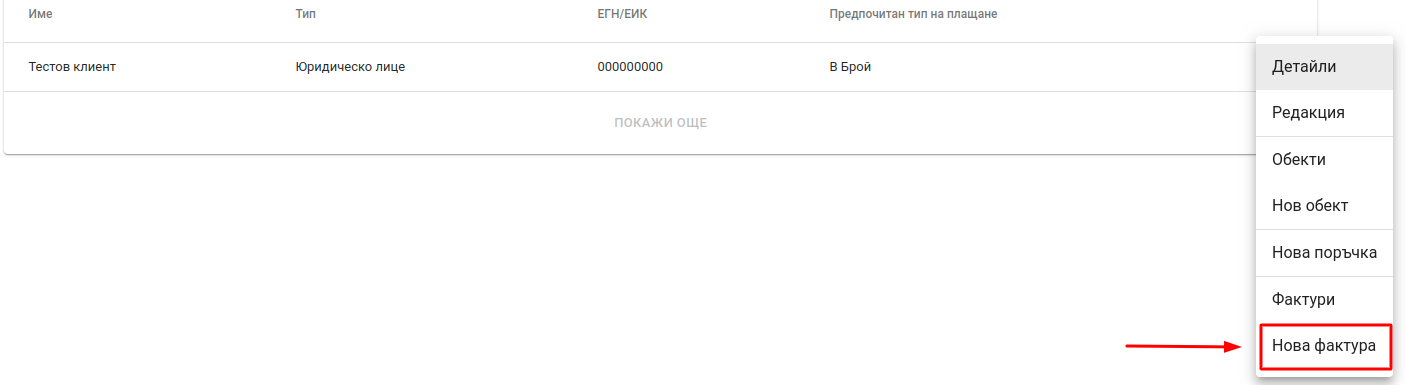 Име Тип ЕГН/ЕИК Предпочитан тип на плащане
Тестов клиент Юридическо лице 000000000 В Брой
ПОКАЖИ ОЩЕ
Детайли
Редакция
Обекти
Нов обект
Нова поръчка
Фактури
Нова фактура